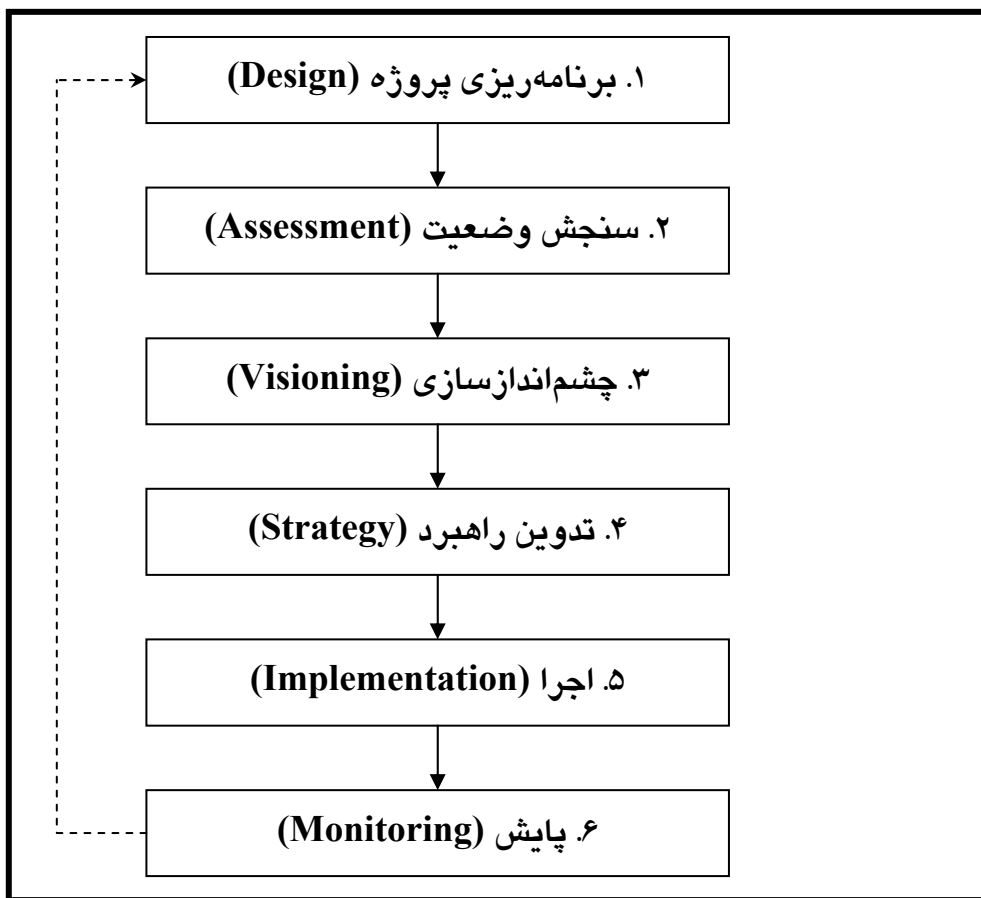 ۱. برنامه‌ریزی پروژه (Design)
۲. سنجش وضعیت (Assessment)
۳. چشم‌اندازسازی (Visioning)
۴. تدوین راهبرد (Strategy)
۵. اجرا (Implementation)
۶. پایش (Monitoring)